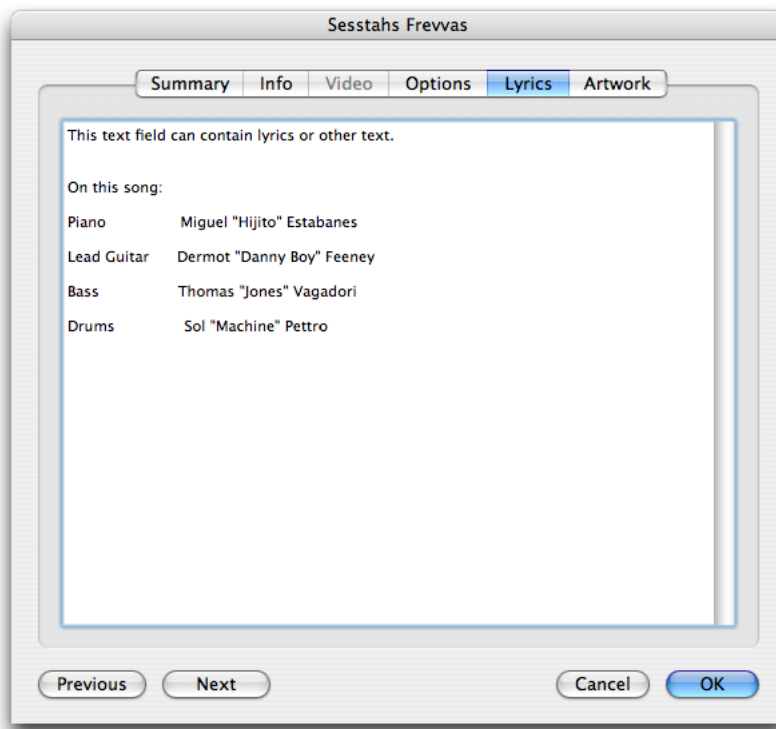 Sesstahs Frevvas
Summary Info Video Options Lyrics Artwork
This text field can contain lyrics or other text.
On this song:
Piano Miguel "Hijito" Estabanes
Lead Guitar Dermot "Danny Boy" Feeney
Bass Thomas "Jones" Vagadori
Drums Sol "Machine" Pettro
Previous Next Cancel OK